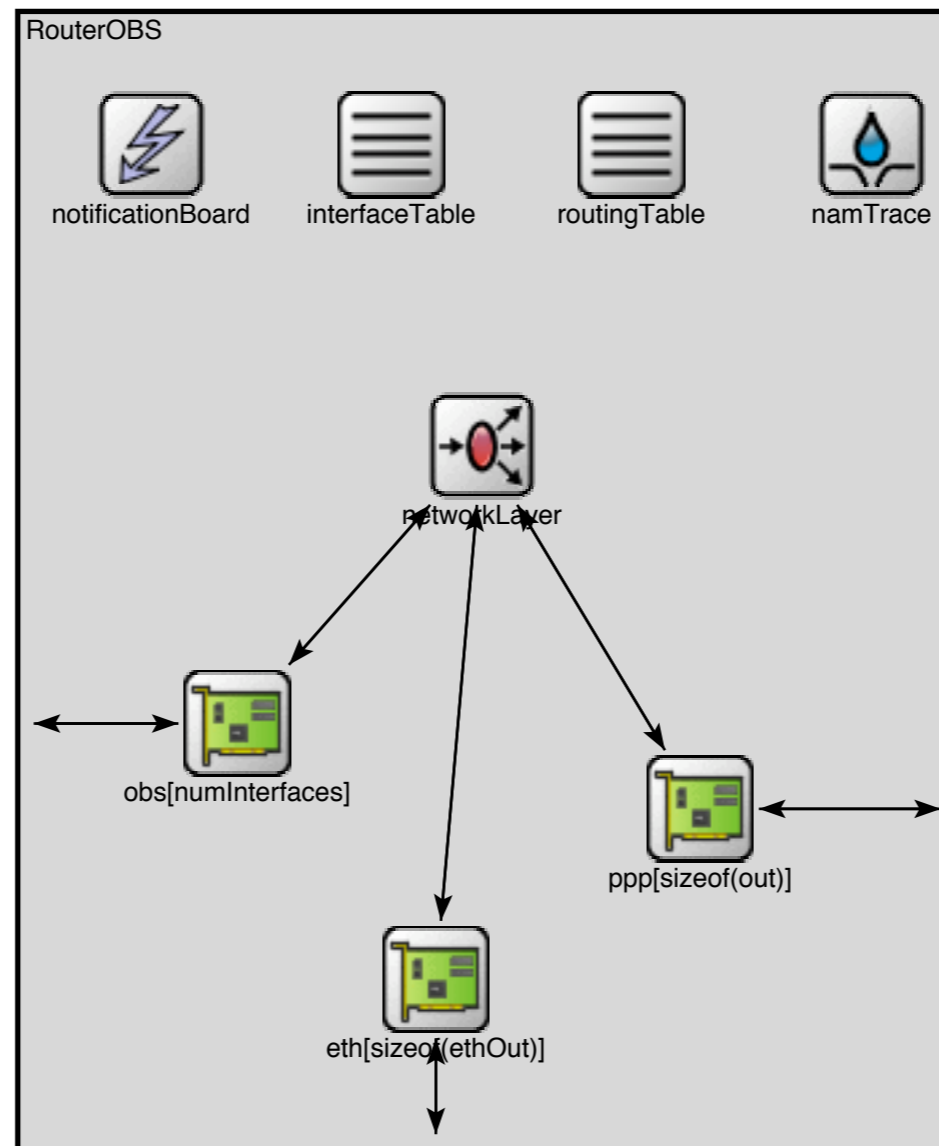 RouterOBS
notificationBoard
interfaceTable
routingTable
namTrace
networkLayer
obs[numInterfaces]
ppp[sizeof(out)]
eth[sizeof(ethOut)]